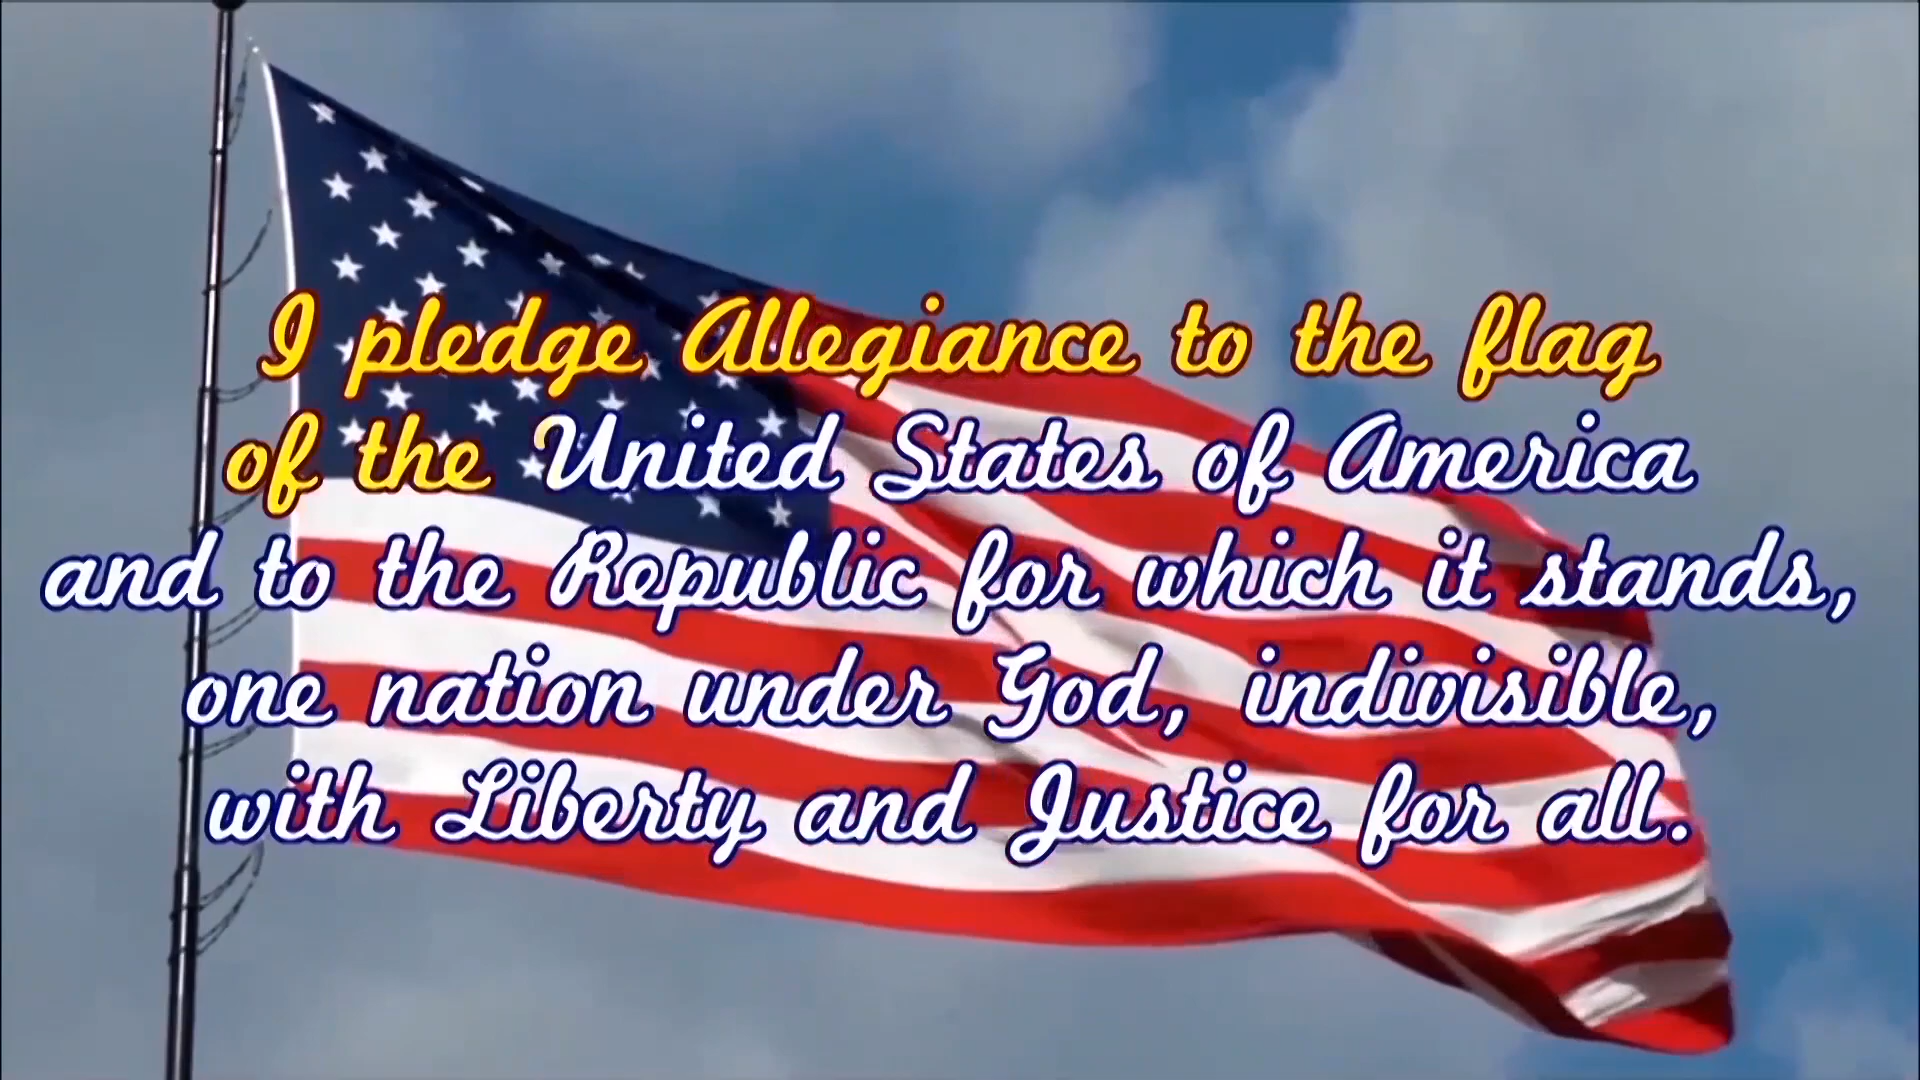 I pledge Allegiance to the flag
of the United States of America
and to the Republic for which it stands,
one nation under God, indivisible,
with Liberty and Justice for all.